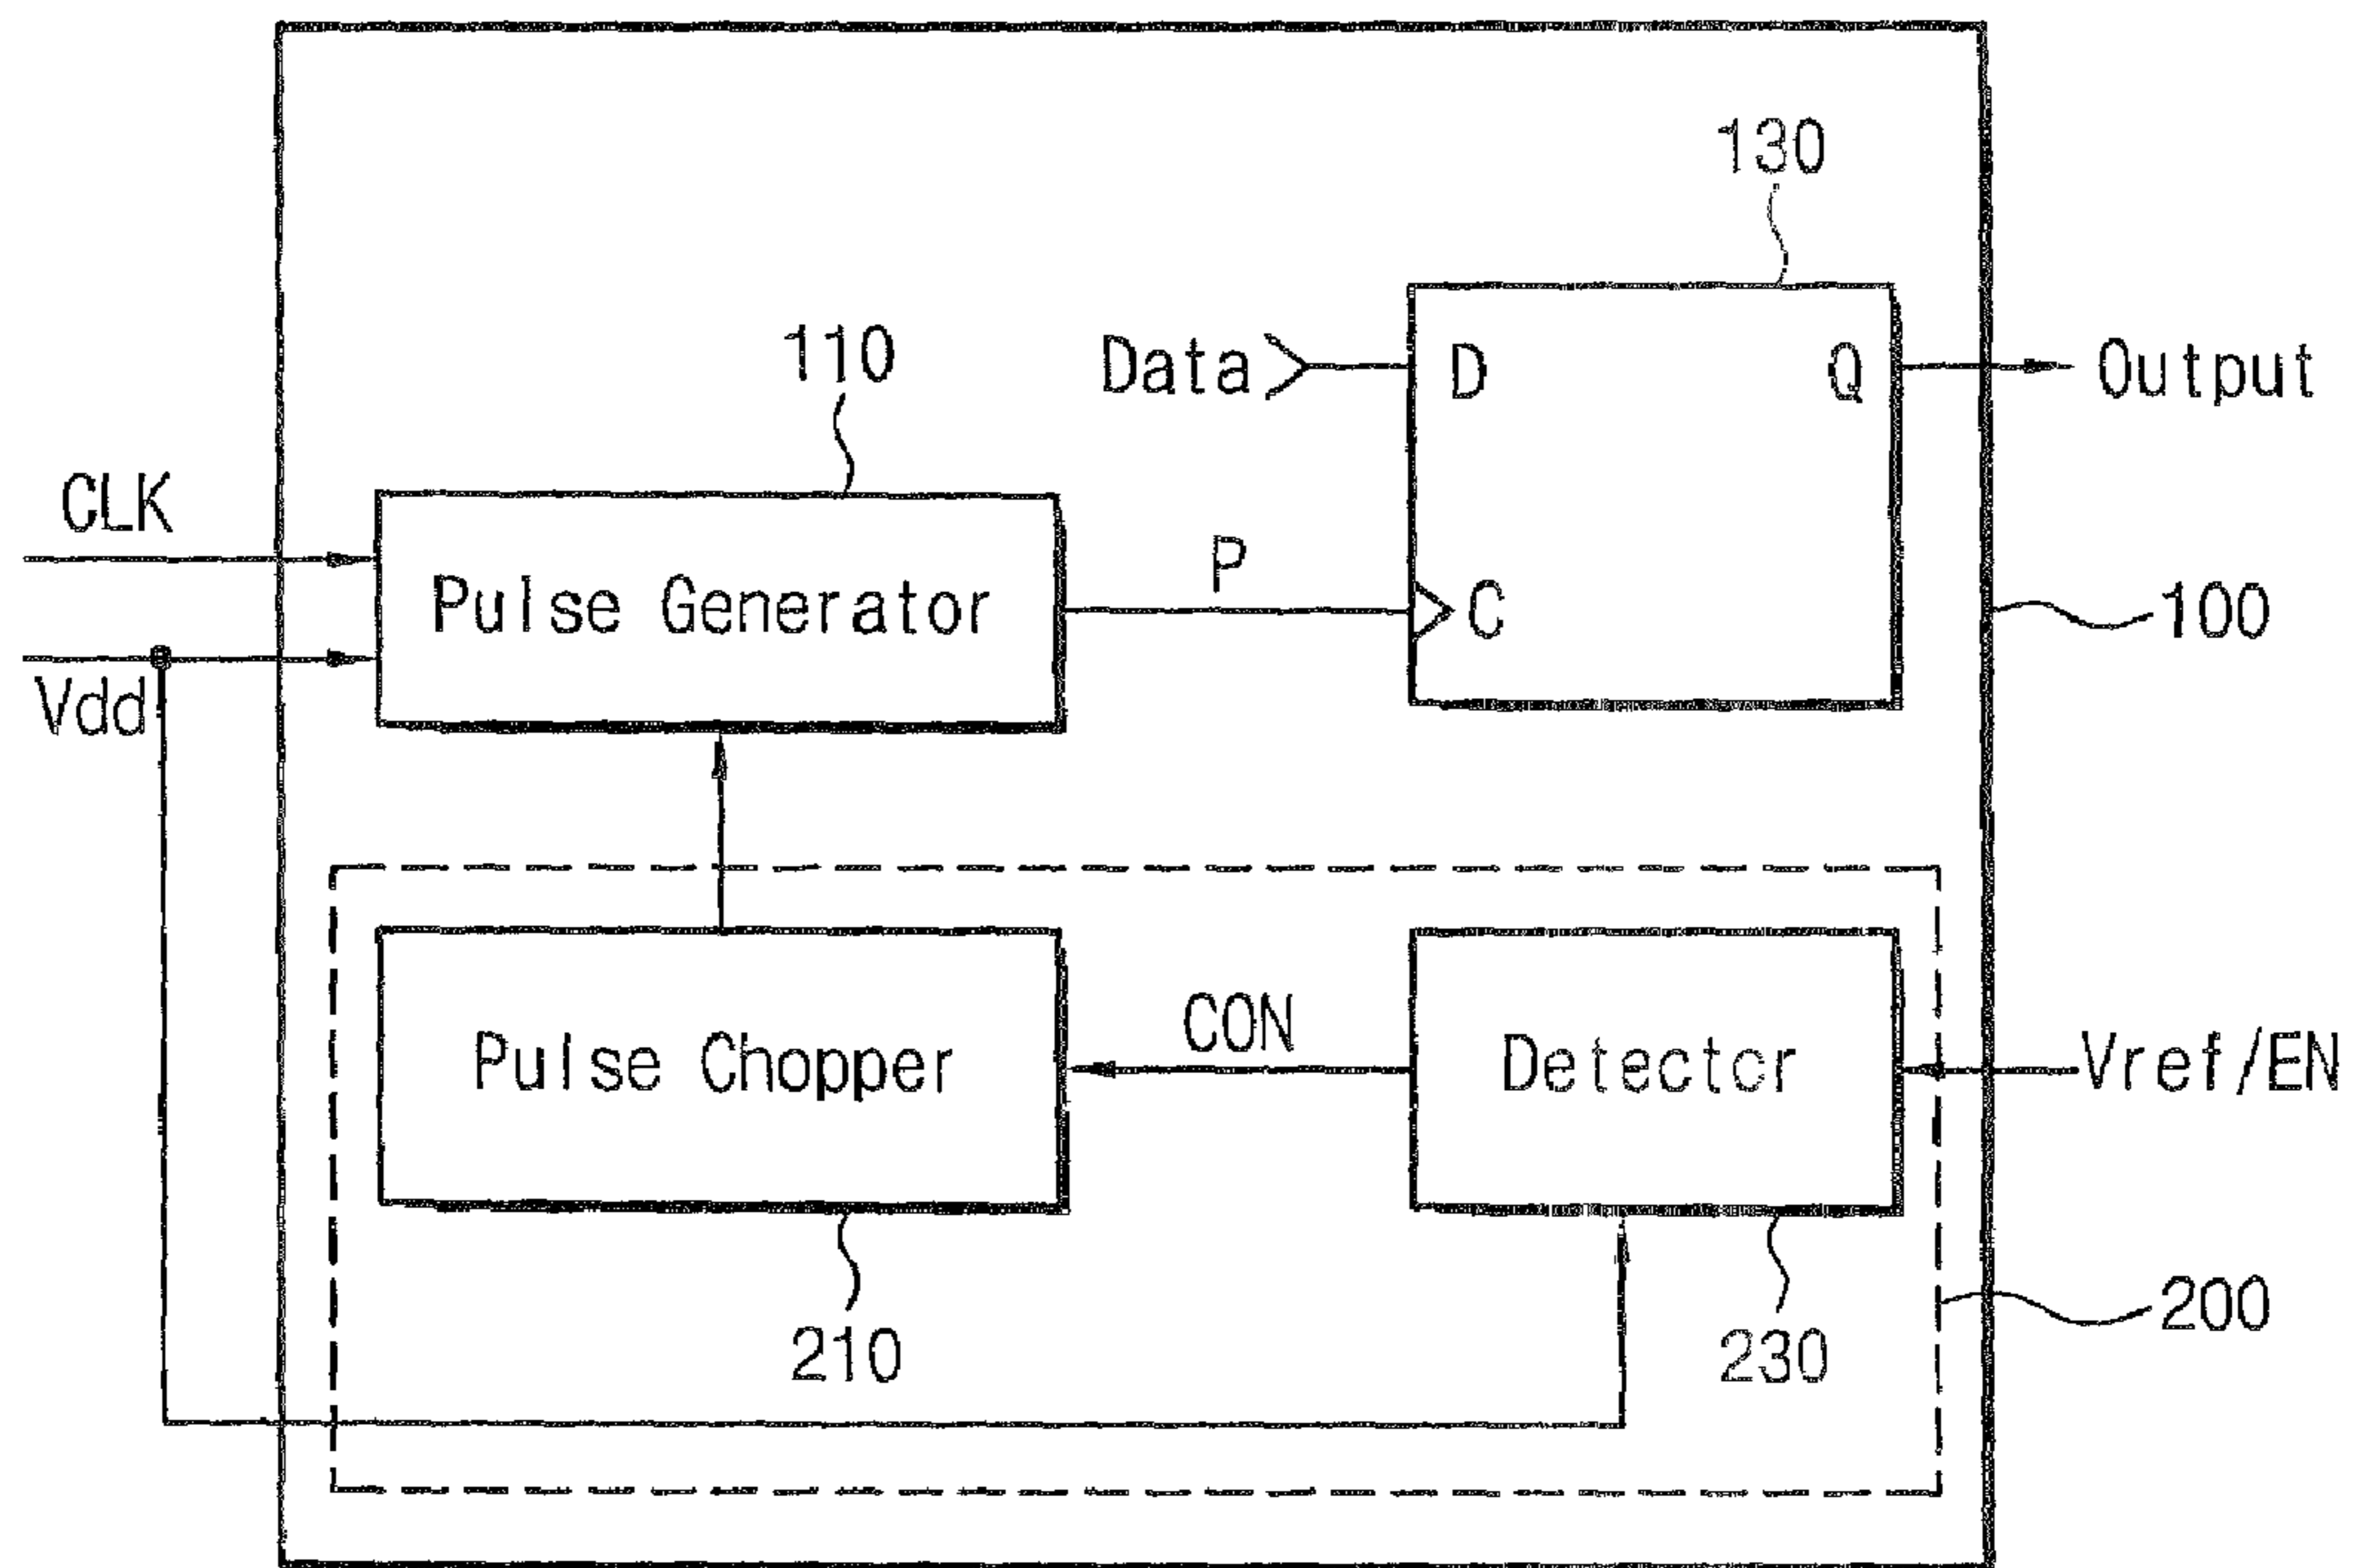 130
110
Data
D
Q
Output
CLK
P
Pulse Generator
C
100
Vdd
CON
Pulse Chopper
Detector
Vref/EN
210
230
200